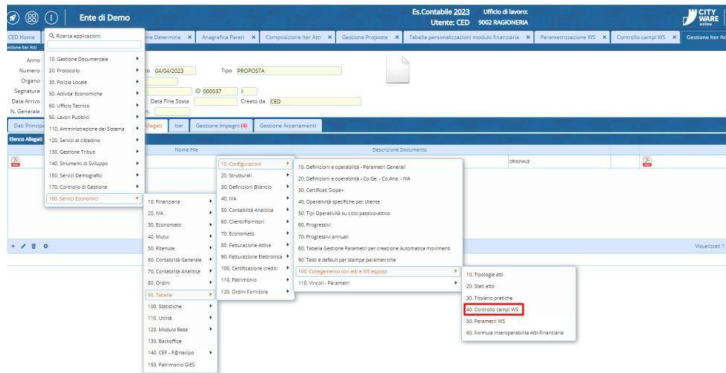 Ente di Demo
Es.Contabile 2023 Ufficio di lavoro:
Utente: CED 9002 RAGIONERIA
CITY WARE
online
CED Home
Ricerca applicazioni
Determine
Anagrafica Parari
Composizione Iter Atti
Gestione Proposte
Tabella personalizzazioni modulo finanziaria
Parametrizzazione WS
Controllo campi WS
Gestione Iter
Anno
Numero
04/04/2023 Tipo PROPOSTA
Organo
Segnatura
ID 000037
Data Arrivo
Data Fine Sosta
Creato da CED
N. Generale
Dati Principali
Allegati
Iter
Gestione Impegni (4)
Gestione Accertamenti
Elenco Allegati
Nome File
Descrizione Documento
ORIGINALE
10. Gestione Documentale
20. Protocollo
30. Polizia Locale
50. Attivita' Economiche
60. Ufficio Tecnico
90. Lavori Pubblici
110. Amministrazione del Sistema
120. Servizi al cittadino
130. Gestione Tributi
140. Strumenti di Sviluppo
150. Servizi Demografici
170. Controllo di Gestione
180. Servizi Economici
10. Finanziaria
20. IVA
30. Economato
40. Mutui
50. Ritenute
60. Contabilità Generale
70. Contabilità Analitica
80. Ordini
90. Tabelle
100. Statistiche
110. Utilità
120. Modulo Base
130. Backoffice
140. CEP - P@norama
150. Patrimonio GIES
10. Configurazioni
20. Strutturali
30. Definizioni Bilancio
40. IVA
50. Contabilità Analitica
60. Clienti/Fornitori
70. Economato
80. Fatturazione Attiva
90. Fatturazione Elettronica
100. Certificazione crediti
110. Patrimonio
120. Ordini Fornitore
10. Definizioni e operabilità - Parametri Generali
20. Definizioni e operabilità - Co.Ge. - Co.Ana. - IVA
30. Certificati Siope+
40. Operatività specifiche per Utente
50. Tipi Operatività su ciclo passivo-attivo
60. Progressivi
70. Progressivi annuali
80. Tabella Gestione Parametri per creazione Automatica movimenti
90. Testi e default per stampe parametriche
100. Collegamento con atti e WS esposti
110. Vincoli - Parametri
10. Tipologie atti
20. Stati atto
30. Titolario pratiche
40. Controllo campi WS
50. Parametri WS
60. Formula Interoperabilità Atti-Finanziaria
Visualizzati 1